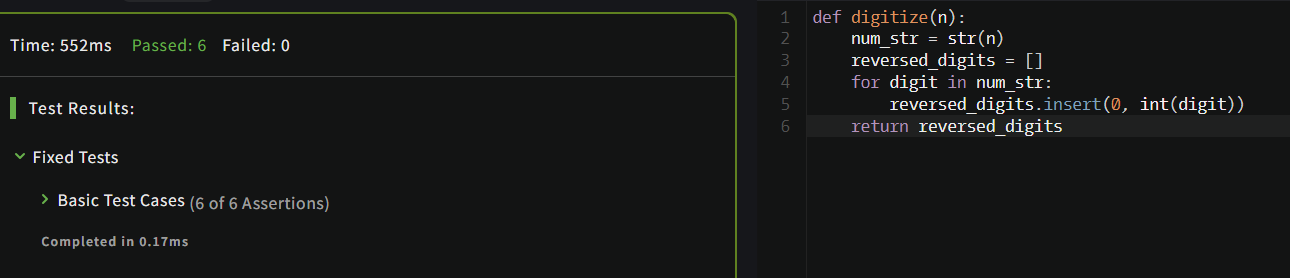 Time: 552ms Passed: 6 Failed: 0
Test Results:
Fixed Tests
Basic Test Cases (6 of 6 Assertions)
Completed in 0.17ms
1 def digitize(n):
2     num_str = str(n)
3     reversed_digits = []
4     for digit in num_str:
5         reversed_digits.insert(0, int(digit))
6     return reversed_digits